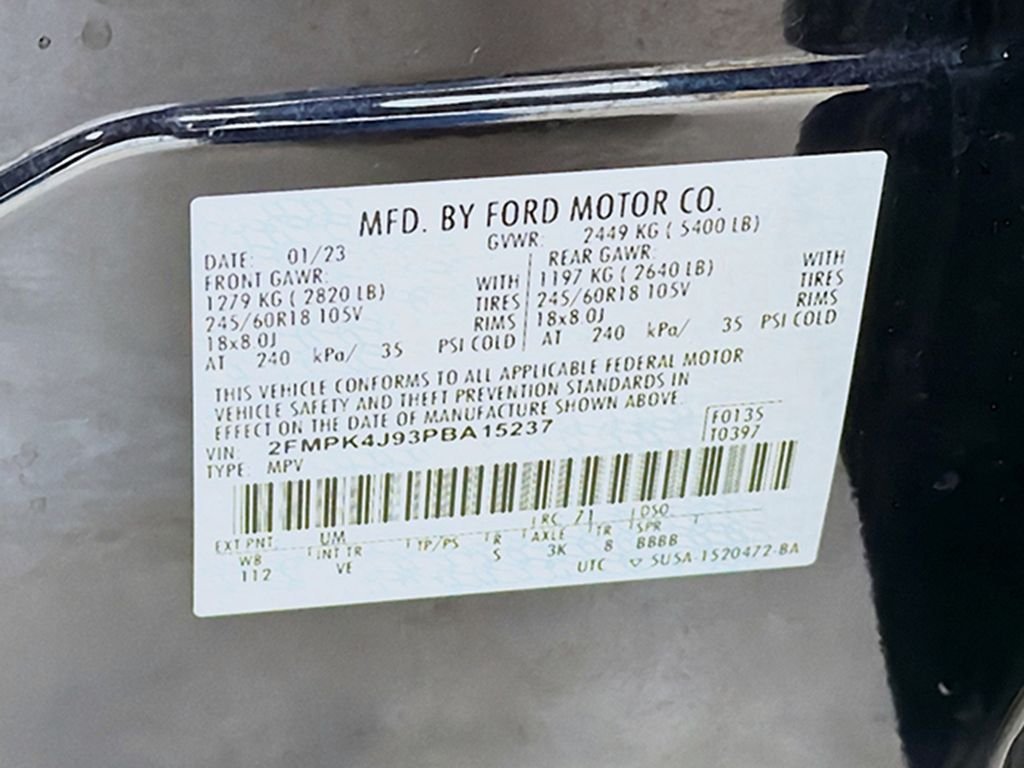 MFD. BY FORD MOTOR CO.
DATE: 01/23 GVWR: 2449 KG ( 5400 LB)
FRONT GAWR: REAR GAWR:
1279 KG ( 2820 LB) WITH 1197 KG ( 2640 LB) WITH
245/60R18 105V TIRES 245/60R18 105V TIRES
18x8.0J RIMS 18x8.0J RIMS
AT 240 kPa/ 35 PSI COLD AT 240 kPa/ 35 PSI COLD
THIS VEHICLE CONFORMS TO ALL APPLICABLE FEDERAL MOTOR
VEHICLE SAFETY AND THEFT PREVENTION STANDARDS IN
EFFECT ON THE DATE OF MANUFACTURE SHOWN ABOVE.
VIN: 2FMPK4J93PBA15237 F0135
TYPE: MPV T0397
EXT PNT: UM RC: 71 DSO:
WB INT TR TP/PS R AXLE TR SPR
112 VE S 3K 8 BBBB
UTC ▽ 5USA-1520472-BA